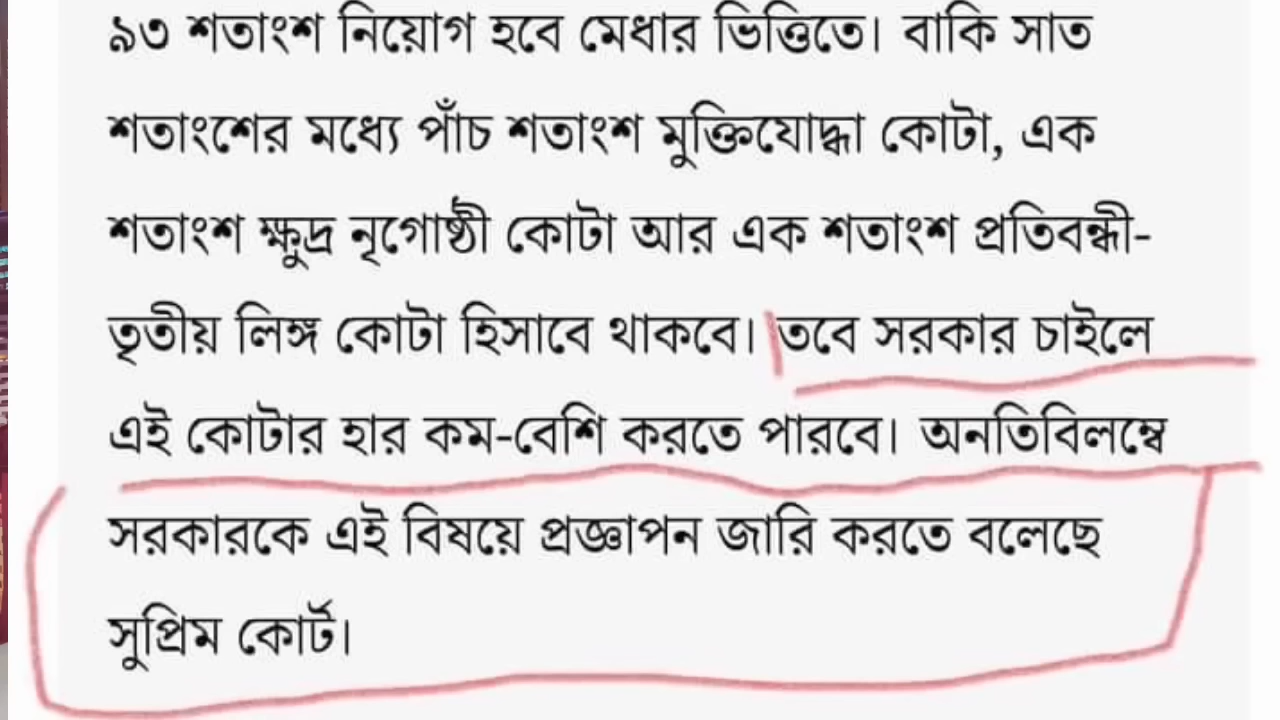 ৯৩ শতাংশ নিয়োগ হবে মেধার ভিত্তিতে। বাকি সাত
শতাংশের মধ্যে পাঁচ শতাংশ মুক্তিযোদ্ধা কোটা, এক
শতাংশ ক্ষুদ্র নৃগোষ্ঠী কোটা আর এক শতাংশ প্রতিবন্ধী-
তৃতীয় লিঙ্গ কোটা হিসাবে থাকবে। তবে সরকার চাইলে
এই কোটার হার কম-বেশি করতে পারবে। অনতিবিলম্বে
সরকারকে এই বিষয়ে প্রজ্ঞাপন জারি করতে বলেছে
সুপ্রিম কোর্ট।